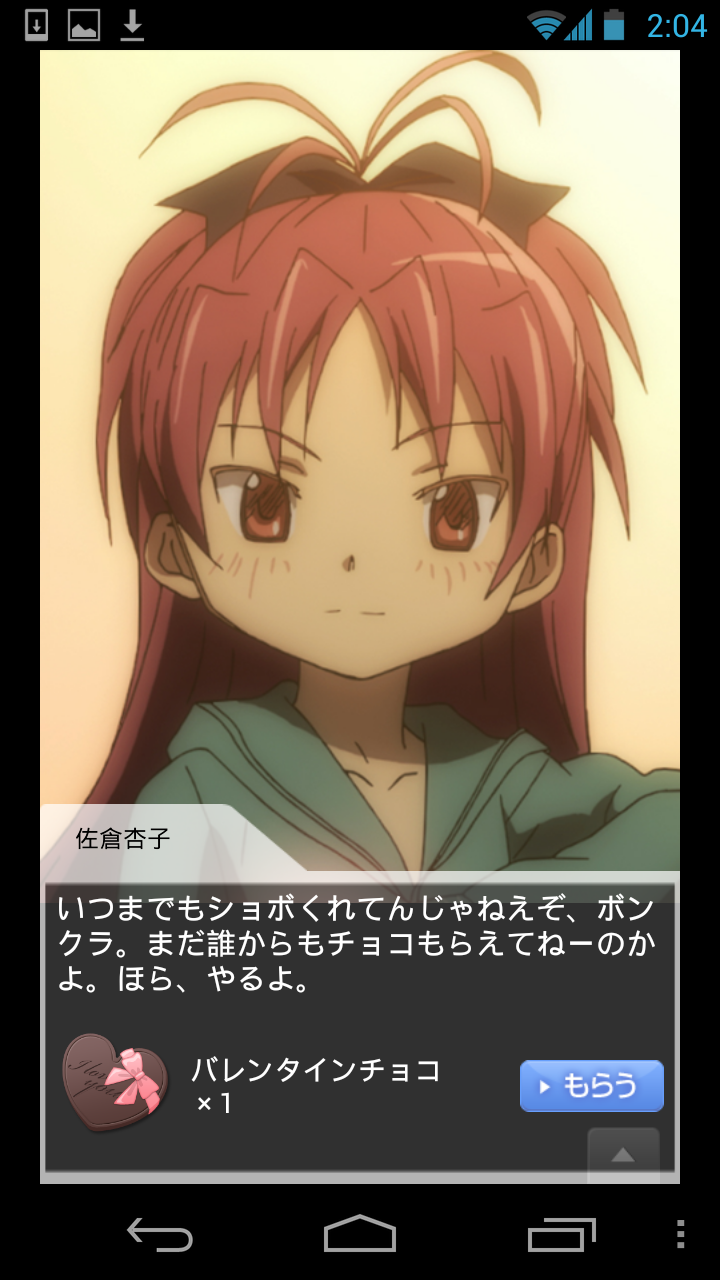 2:04
佐倉杏子
いつまでもショボくれてんじゃねえぞ、ボン
クラ。まだ誰からもチョコもらえてねーのか
よ。ほら、やるよ。
I love
you
バレンタインチョコ
×1
もらう